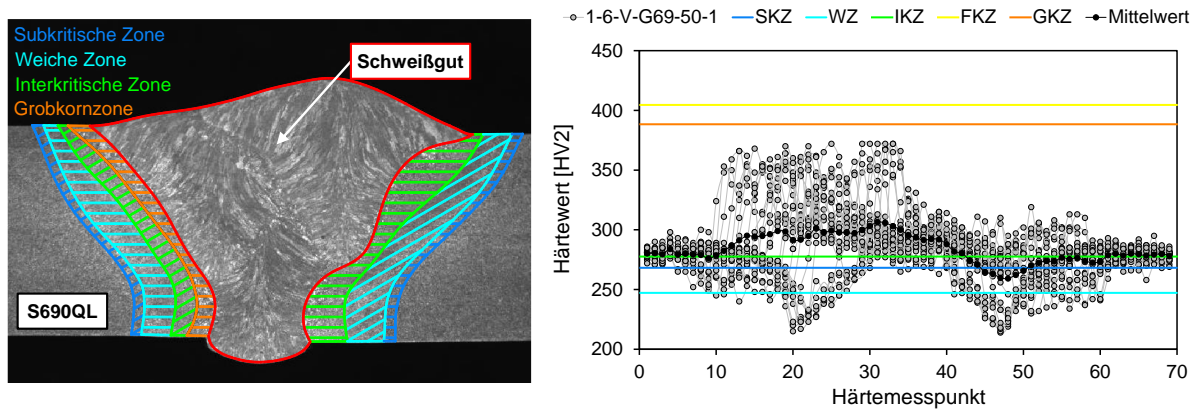 Subkritische Zone
Weiche Zone
Interkritische Zone
Grobkornzone
Schweißgut
S690QL
1-6-V-G69-50-1 SKZ WZ IKZ FKZ GKZ Mittelwert
450
400
350
300
250
200
Härtewert [HV2]
0 10 20 30 40 50 60 70
Härtemesspunkt